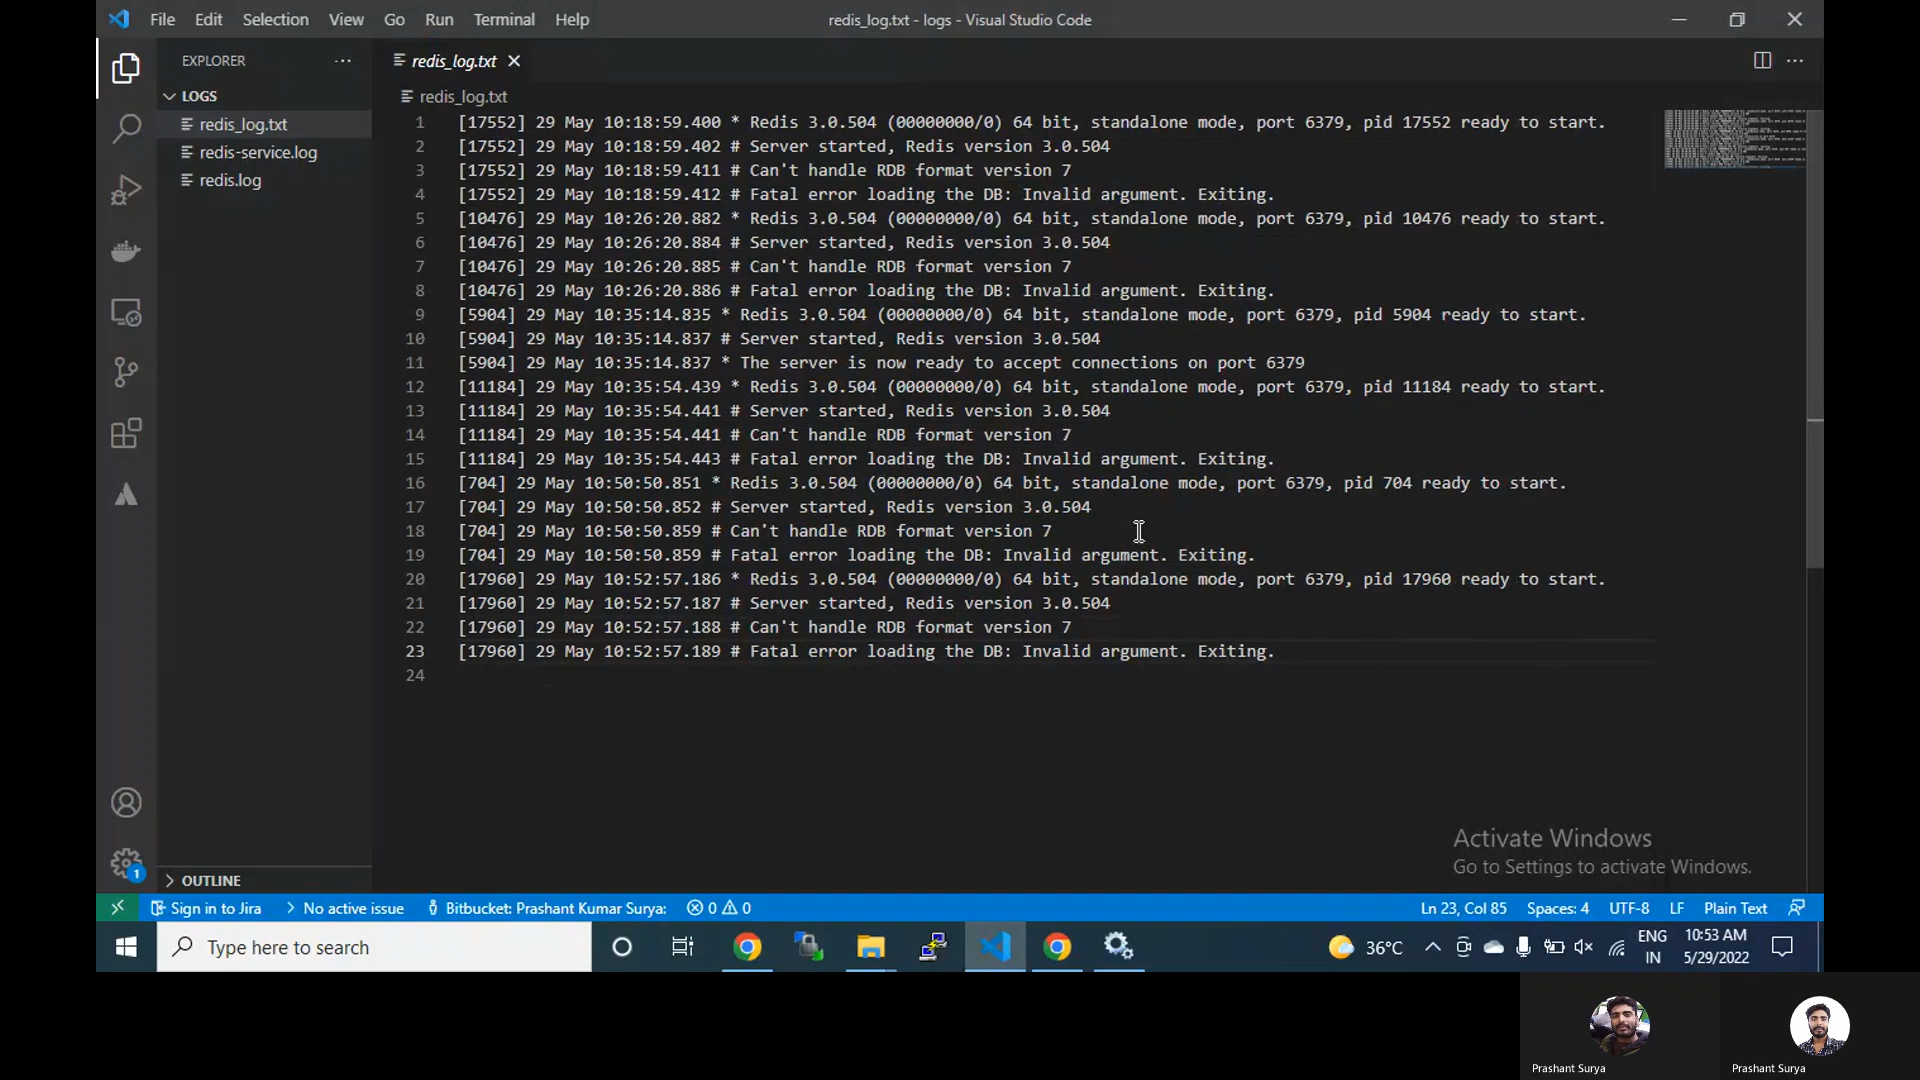 File Edit Selection View Go Run Terminal Help
redis_log.txt - logs - Visual Studio Code
EXPLORER
LOGS
redis_log.txt
redis-service.log
redis.log
OUTLINE
redis_log.txt
redis_log.txt
1 [17552] 29 May 10:18:59.400 * Redis 3.0.504 (00000000/0) 64 bit, standalone mode, port 6379, pid 17552 ready to start.
2 [17552] 29 May 10:18:59.402 # Server started, Redis version 3.0.504
3 [17552] 29 May 10:18:59.411 # Can't handle RDB format version 7
4 [17552] 29 May 10:18:59.412 # Fatal error loading the DB: Invalid argument. Exiting.
5 [10476] 29 May 10:26:20.882 * Redis 3.0.504 (00000000/0) 64 bit, standalone mode, port 6379, pid 10476 ready to start.
6 [10476] 29 May 10:26:20.884 # Server started, Redis version 3.0.504
7 [10476] 29 May 10:26:20.885 # Can't handle RDB format version 7
8 [10476] 29 May 10:26:20.886 # Fatal error loading the DB: Invalid argument. Exiting.
9 [5904] 29 May 10:35:14.835 * Redis 3.0.504 (00000000/0) 64 bit, standalone mode, port 6379, pid 5904 ready to start.
10 [5904] 29 May 10:35:14.837 # Server started, Redis version 3.0.504
11 [5904] 29 May 10:35:14.837 * The server is now ready to accept connections on port 6379
12 [11184] 29 May 10:35:54.439 * Redis 3.0.504 (00000000/0) 64 bit, standalone mode, port 6379, pid 11184 ready to start.
13 [11184] 29 May 10:35:54.441 # Server started, Redis version 3.0.504
14 [11184] 29 May 10:35:54.441 # Can't handle RDB format version 7
15 [11184] 29 May 10:35:54.443 # Fatal error loading the DB: Invalid argument. Exiting.
16 [704] 29 May 10:50:50.851 * Redis 3.0.504 (00000000/0) 64 bit, standalone mode, port 6379, pid 704 ready to start.
17 [704] 29 May 10:50:50.852 # Server started, Redis version 3.0.504
18 [704] 29 May 10:50:50.859 # Can't handle RDB format version 7
19 [704] 29 May 10:50:50.859 # Fatal error loading the DB: Invalid argument. Exiting.
20 [17960] 29 May 10:52:57.186 * Redis 3.0.504 (00000000/0) 64 bit, standalone mode, port 6379, pid 17960 ready to start.
21 [17960] 29 May 10:52:57.187 # Server started, Redis version 3.0.504
22 [17960] 29 May 10:52:57.188 # Can't handle RDB format version 7
23 [17960] 29 May 10:52:57.189 # Fatal error loading the DB: Invalid argument. Exiting.
24
Activate Windows
Go to Settings to activate Windows.
1
Sign in to Jira No active issue Bitbucket: Prashant Kumar Surya: 0 0 Ln 23, Col 85 Spaces: 4 UTF-8 LF Plain Text
Type here to search
36°C
ENG
IN
10:53 AM
5/29/2022
Prashant Surya
Prashant Surya